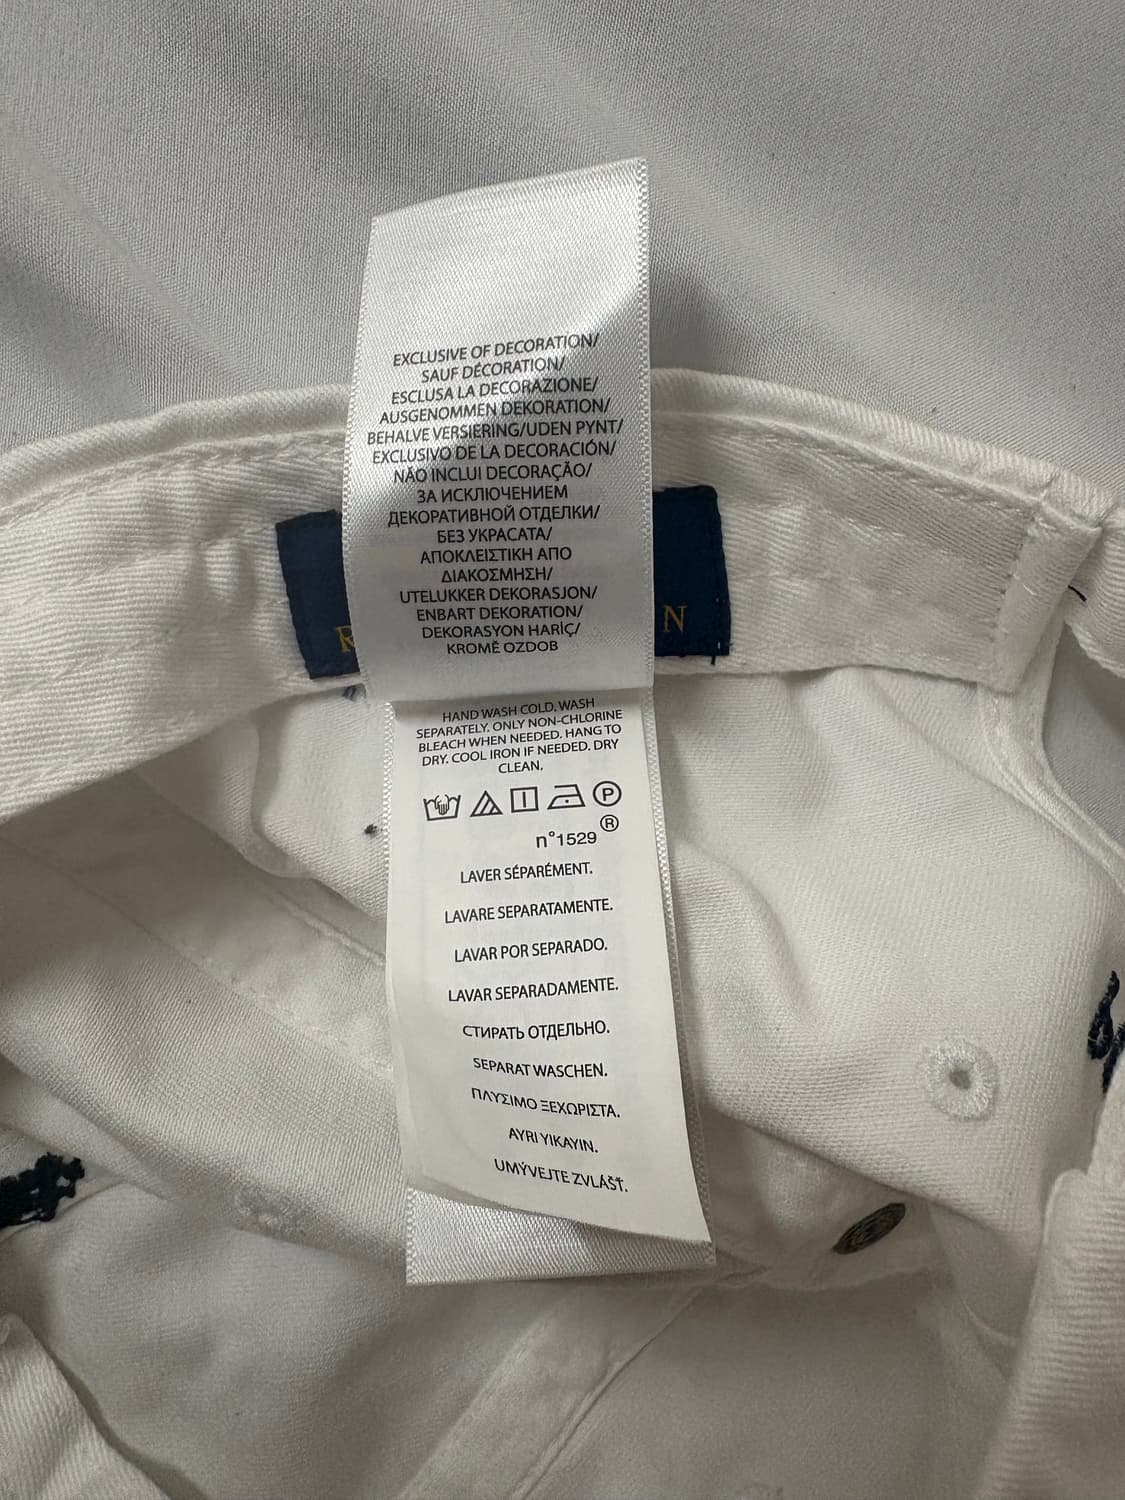 EXCLUSIVE OF DECORATION/
SAUF DÉCORATION/
ESCLUSA LA DECORAZIONE/
AUSGENOMMEN DEKORATION/
BEHALVE VERSIERING/UDEN PYNT/
EXCLUSIVO DE LA DECORACIÓN/
NÃO INCLUI DECORAÇÃO/
ЗА ИСКЛЮЧЕНИЕМ
ДЕКОРАТИВНОЙ ОТДЕЛКИ/
БЕЗ УКРАСАТА/
ΑΠΟΚΛΕΙΣΤΙΚΗ ΑΠΟ
ΔΙΑΚΟΣΜΗΣΗ/
UTELUKKER DEKORASJON/
ENBART DEKORATION/
DEKORASYON HARİÇ/
KROMĚ OZDOB
HAND WASH COLD. WASH
SEPARATELY. ONLY NON-CHLORINE
BLEACH WHEN NEEDED. HANG TO
DRY. COOL IRON IF NEEDED. DRY
CLEAN.
P
n°1529 ®
LAVER SÉPARÉMENT.
LAVARE SEPARATAMENTE.
LAVAR POR SEPARADO.
LAVAR SEPARADAMENTE.
СТИРАТЬ ОТДЕЛЬНО.
SEPARAT WASCHEN.
ΠΛΥΣΙΜΟ ΞΕΧΩΡΙΣΤΑ.
AYRI YIKAYIN.
UMÝVEJTE ZVLÁŠŤ.